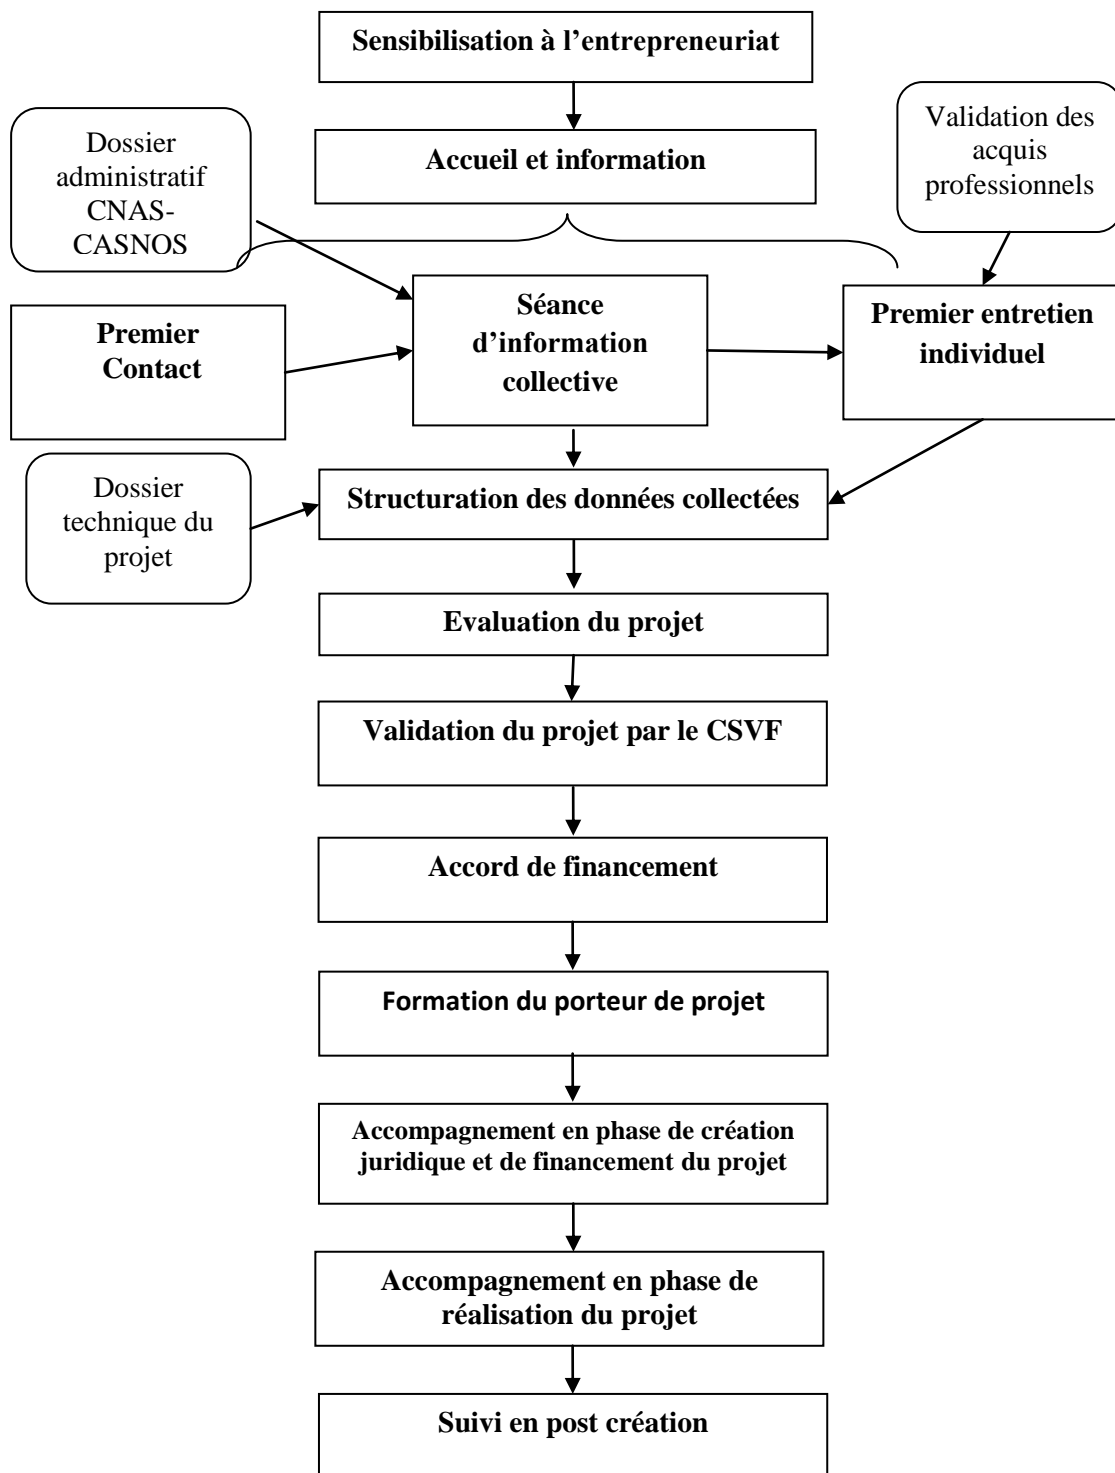 Sensibilisation à l’entrepreneuriat
Accueil et information
Dossier
administratif
CNAS-
CASNOS
Validation des
acquis
professionnels
Premier
Contact
Séance
d’information
collective
Premier entretien
individuel
Dossier
technique du
projet
Structuration des données collectées
Evaluation du projet
Validation du projet par le CSVF
Accord de financement
Formation du porteur de projet
Accompagnement en phase de création
juridique et de financement du projet
Accompagnement en phase de
réalisation du projet
Suivi en post création